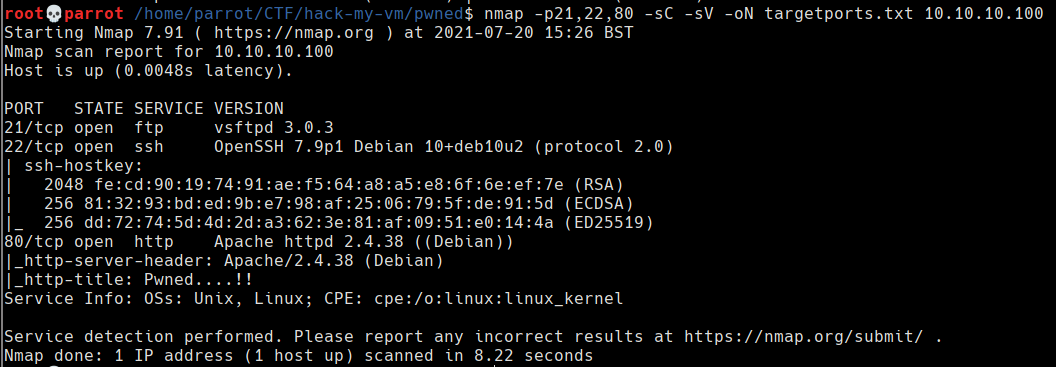 root💀parrot /home/parrot/CTF/hack-my-vm/pwned$ nmap -p21,22,80 -sC -sV -oN targetports.txt 10.10.10.100
Starting Nmap 7.91 ( https://nmap.org ) at 2021-07-20 15:26 BST
Nmap scan report for 10.10.10.100
Host is up (0.0048s latency).

PORT   STATE SERVICE VERSION
21/tcp open  ftp     vsftpd 3.0.3
22/tcp open  ssh     OpenSSH 7.9p1 Debian 10+deb10u2 (protocol 2.0)
| ssh-hostkey:
|   2048 fe:cd:90:19:74:91:ae:f5:64:a8:a5:e8:6f:6e:ef:7e (RSA)
|   256 81:32:93:bd:ed:9b:e7:98:af:25:06:79:5f:de:91:5d (ECDSA)
|_  256 dd:72:74:5d:4d:2d:a3:62:3e:81:af:09:51:e0:14:4a (ED25519)
80/tcp open  http    Apache httpd 2.4.38 ((Debian))
|_http-server-header: Apache/2.4.38 (Debian)
|_http-title: Pwned....!!
Service Info: OSs: Unix, Linux; CPE: cpe:/o:linux:linux_kernel

Service detection performed. Please report any incorrect results at https://nmap.org/submit/ .
Nmap done: 1 IP address (1 host up) scanned in 8.22 seconds